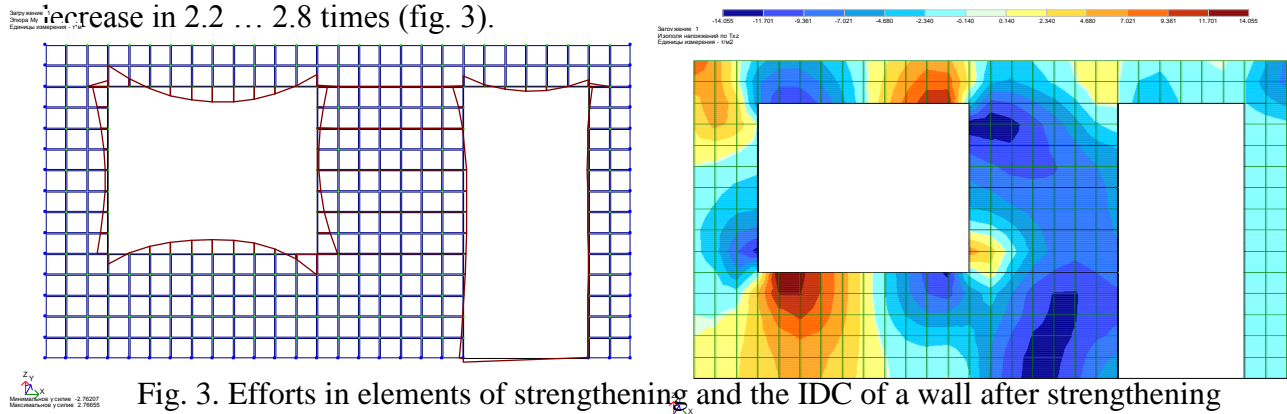 decrease in 2.2 … 2.8 times (fig. 3).
Загружение 1
Эпюра My
Единицы измерения - т*м
-14.055 -11.701 -9.361 -7.021 -4.680 -2.340 -0.140 0.140 2.340 4.680 7.021 9.361 11.701 14.055
Загружение 1
Изополя напряжений по Txz
Единицы измерения - т/м2
Z
Y
X
Минимальное усилие -2.76207
Максимальное усилие 2.76655
Z
X
Fig. 3. Efforts in elements of strengthening and the IDC of a wall after strengthening